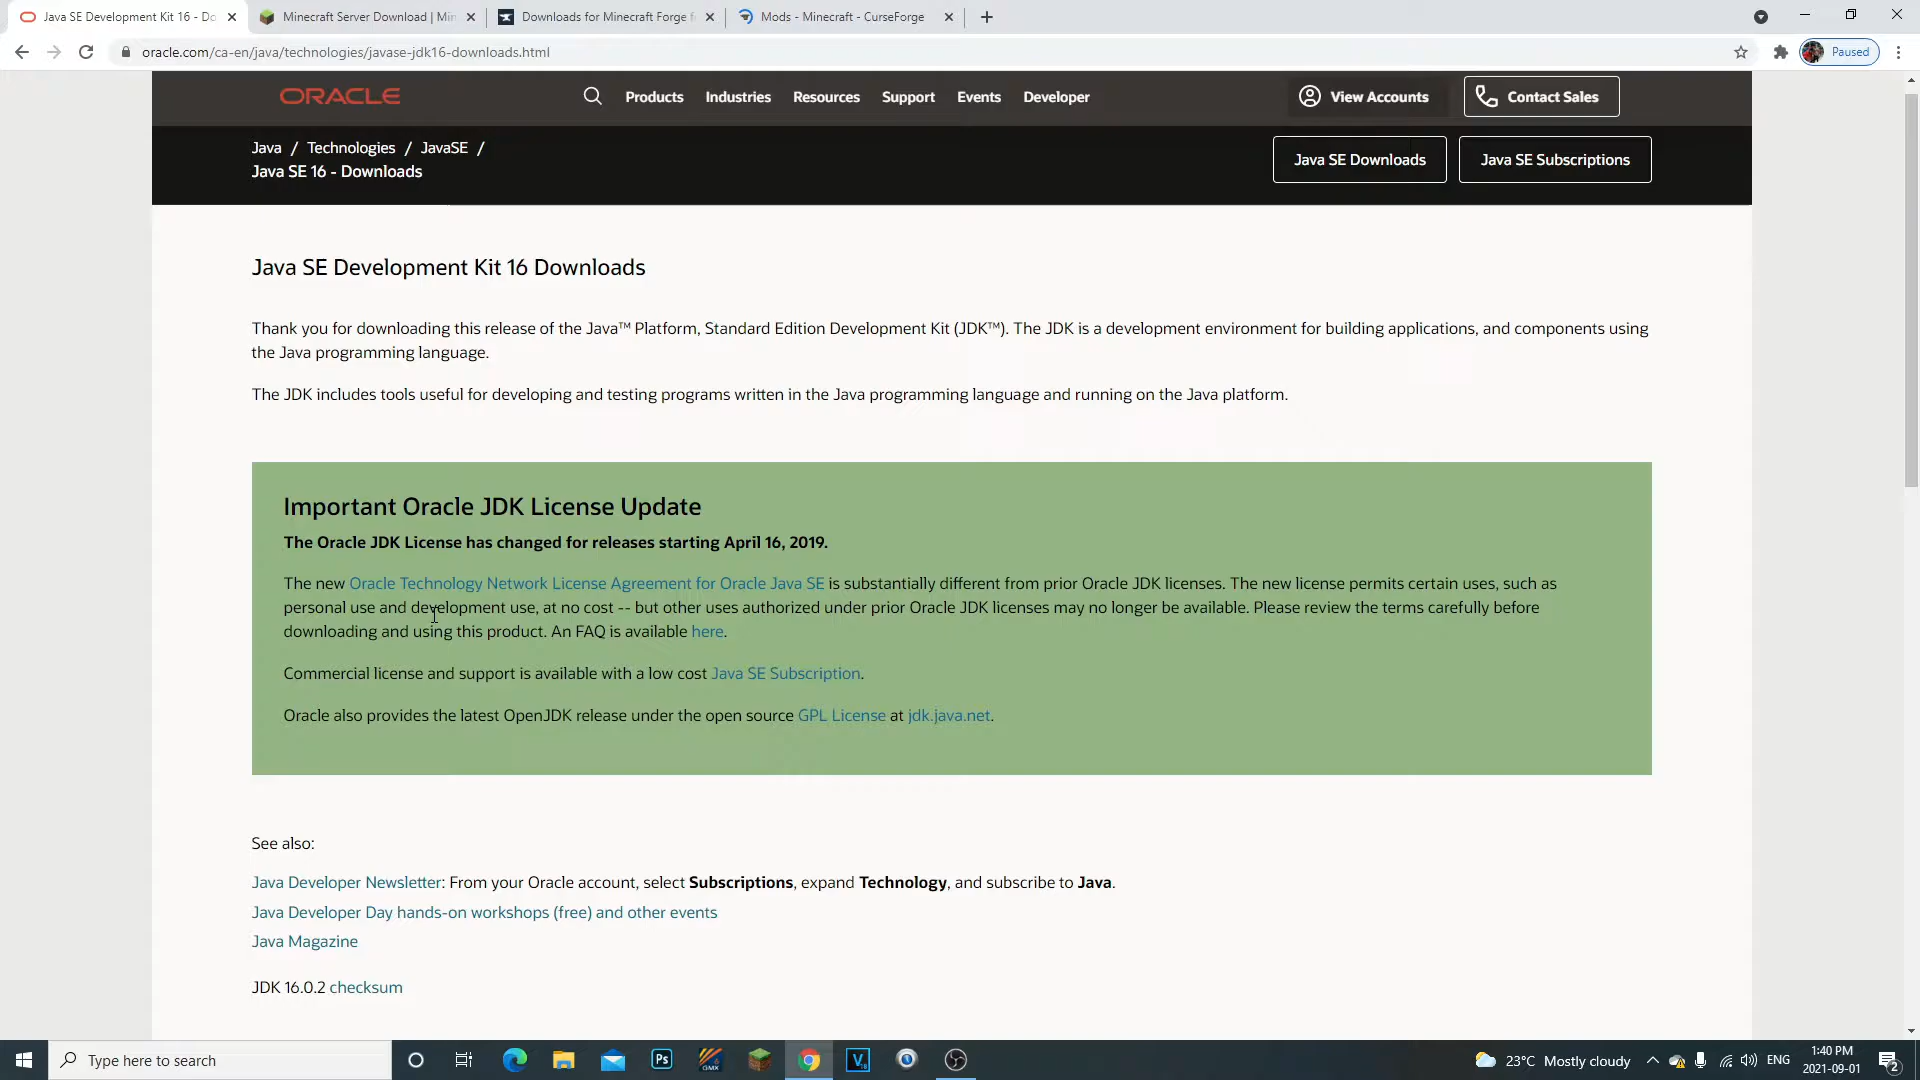 Java SE Development Kit 16 - Do
Minecraft Server Download | Min
Downloads for Minecraft Forge f
Mods - Minecraft - CurseForge
oracle.com/ca-en/java/technologies/javase-jdk16-downloads.html
Paused
ORACLE
Products
Industries
Resources
Support
Events
Developer
View Accounts
Contact Sales
Java / Technologies / JavaSE /
Java SE 16 - Downloads
Java SE Downloads
Java SE Subscriptions
Java SE Development Kit 16 Downloads
Thank you for downloading this release of the Java™ Platform, Standard Edition Development Kit (JDK™). The JDK is a development environment for building applications, and components using
the Java programming language.
The JDK includes tools useful for developing and testing programs written in the Java programming language and running on the Java platform.
Important Oracle JDK License Update
The Oracle JDK License has changed for releases starting April 16, 2019.
The new Oracle Technology Network License Agreement for Oracle Java SE is substantially different from prior Oracle JDK licenses. The new license permits certain uses, such as
personal use and development use, at no cost -- but other uses authorized under prior Oracle JDK licenses may no longer be available. Please review the terms carefully before
downloading and using this product. An FAQ is available here.
Commercial license and support is available with a low cost Java SE Subscription.
Oracle also provides the latest OpenJDK release under the open source GPL License at jdk.java.net.
See also:
Java Developer Newsletter: From your Oracle account, select Subscriptions, expand Technology, and subscribe to Java.
Java Developer Day hands-on workshops (free) and other events
Java Magazine
JDK 16.0.2 checksum
Type here to search
Ps
GMX
V
18
23°C Mostly cloudy
ENG
1:40 PM
2021-09-01
2